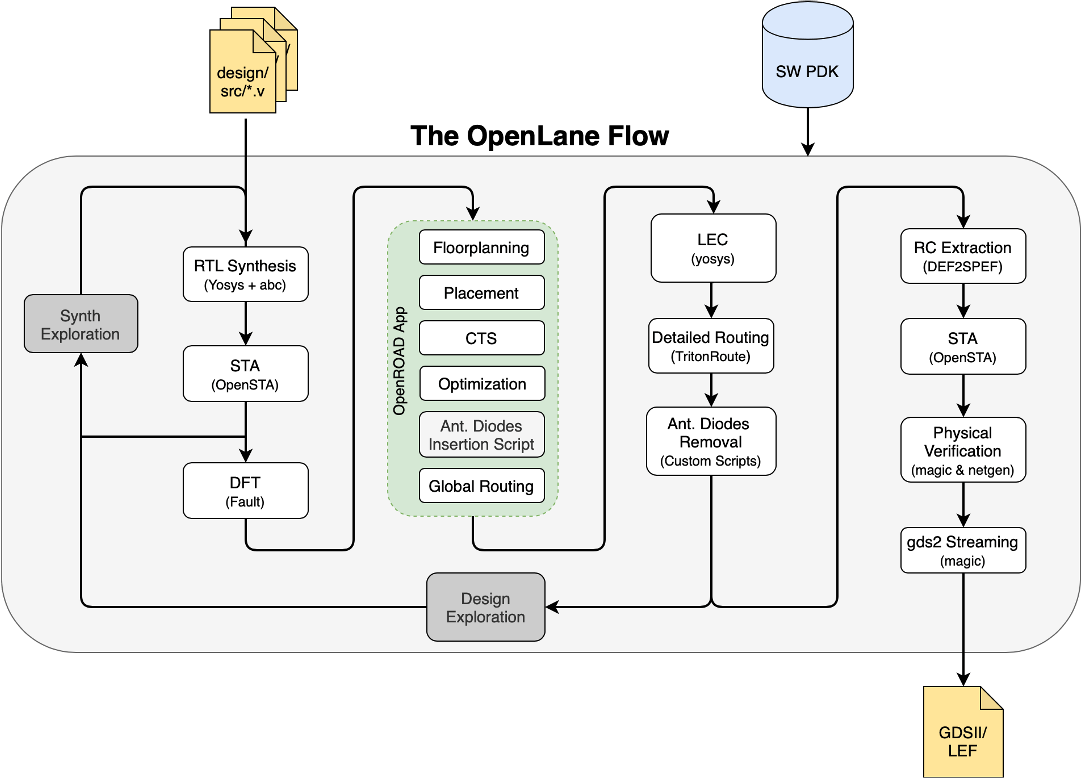 design/
src/*.v
SW PDK
The OpenLane Flow
RTL Synthesis
(Yosys + abc)
Synth
Exploration
STA
(OpenSTA)
DFT
(Fault)
OpenROAD App
Floorplanning
Placement
CTS
Optimization
Ant. Diodes
Insertion Script
Global Routing
LEC
(yosys)
Detailed Routing
(TritonRoute)
Ant. Diodes
Removal
(Custom Scripts)
Design
Exploration
RC Extraction
(DEF2SPEF)
STA
(OpenSTA)
Physical
Verification
(magic & netgen)
gds2 Streaming
(magic)
GDSII/
LEF